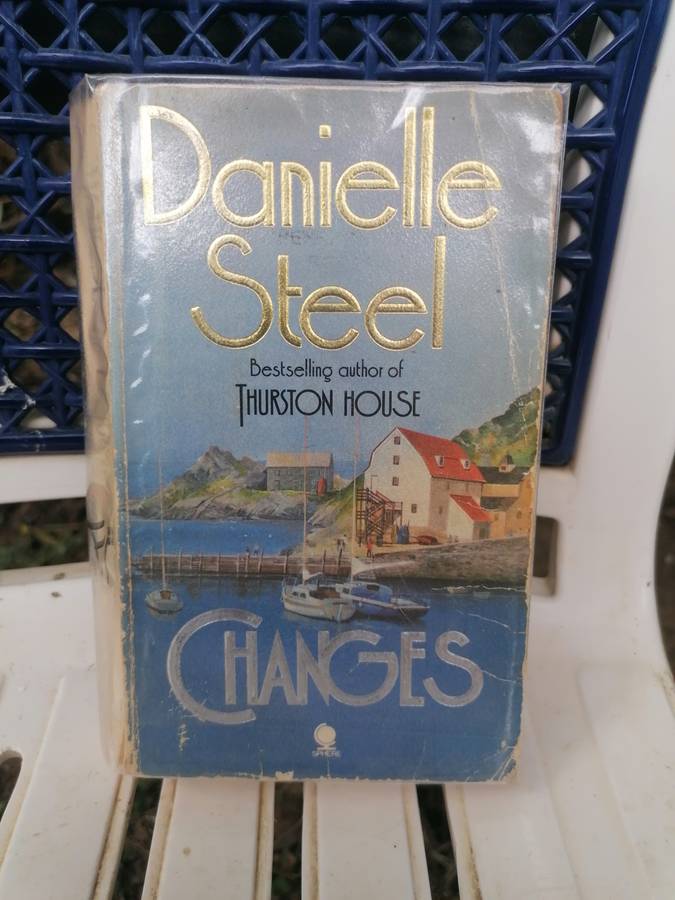 Danielle
Steel
Bestselling author of
THURSTON HOUSE
CHANGES
SPHERE